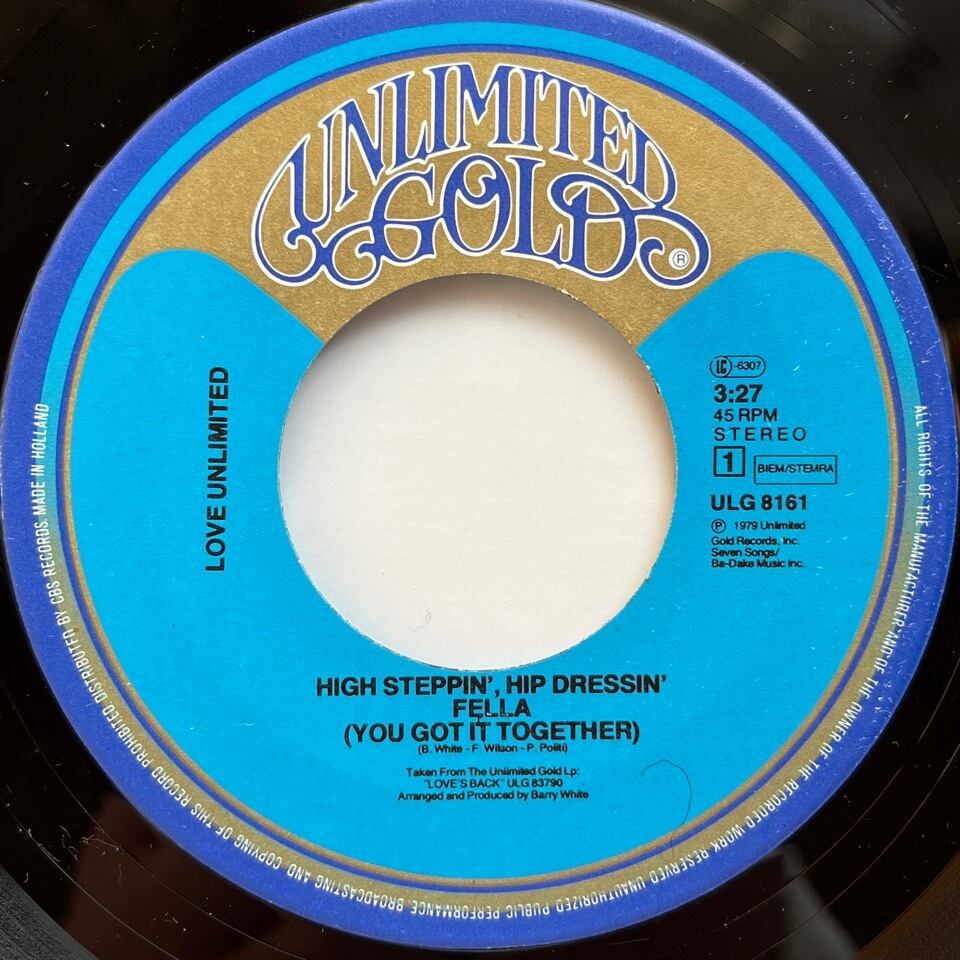 UNLIMITED
GOLD
®
LOVE UNLIMITED
LC -6307
3:27
45 RPM
STEREO
1 BIEM/STEMRA
ULG 8161
℗ 1979 Unlimited
Gold Records, Inc.
Seven Songs/
Ba-Dake Music Inc.
HIGH STEPPIN', HIP DRESSIN'
FELLA
(YOU GOT IT TOGETHER)
(B. White - F. Wilson - P. Politi)
Taken From The Unlimited Gold Lp:
"LOVE'S BACK" ULG 83790
Arranged and Produced by Barry White
ALL RIGHTS OF THE MANUFACTURER AND OF THE OWNER OF THE RECORDED WORK RESERVED UNAUTHORIZED PUBLIC PERFORMANCE, BROADCASTING AND COPYING OF THIS RECORD PROHIBITED DISTRIBUTED BY CBS RECORDS. MADE IN HOLLAND